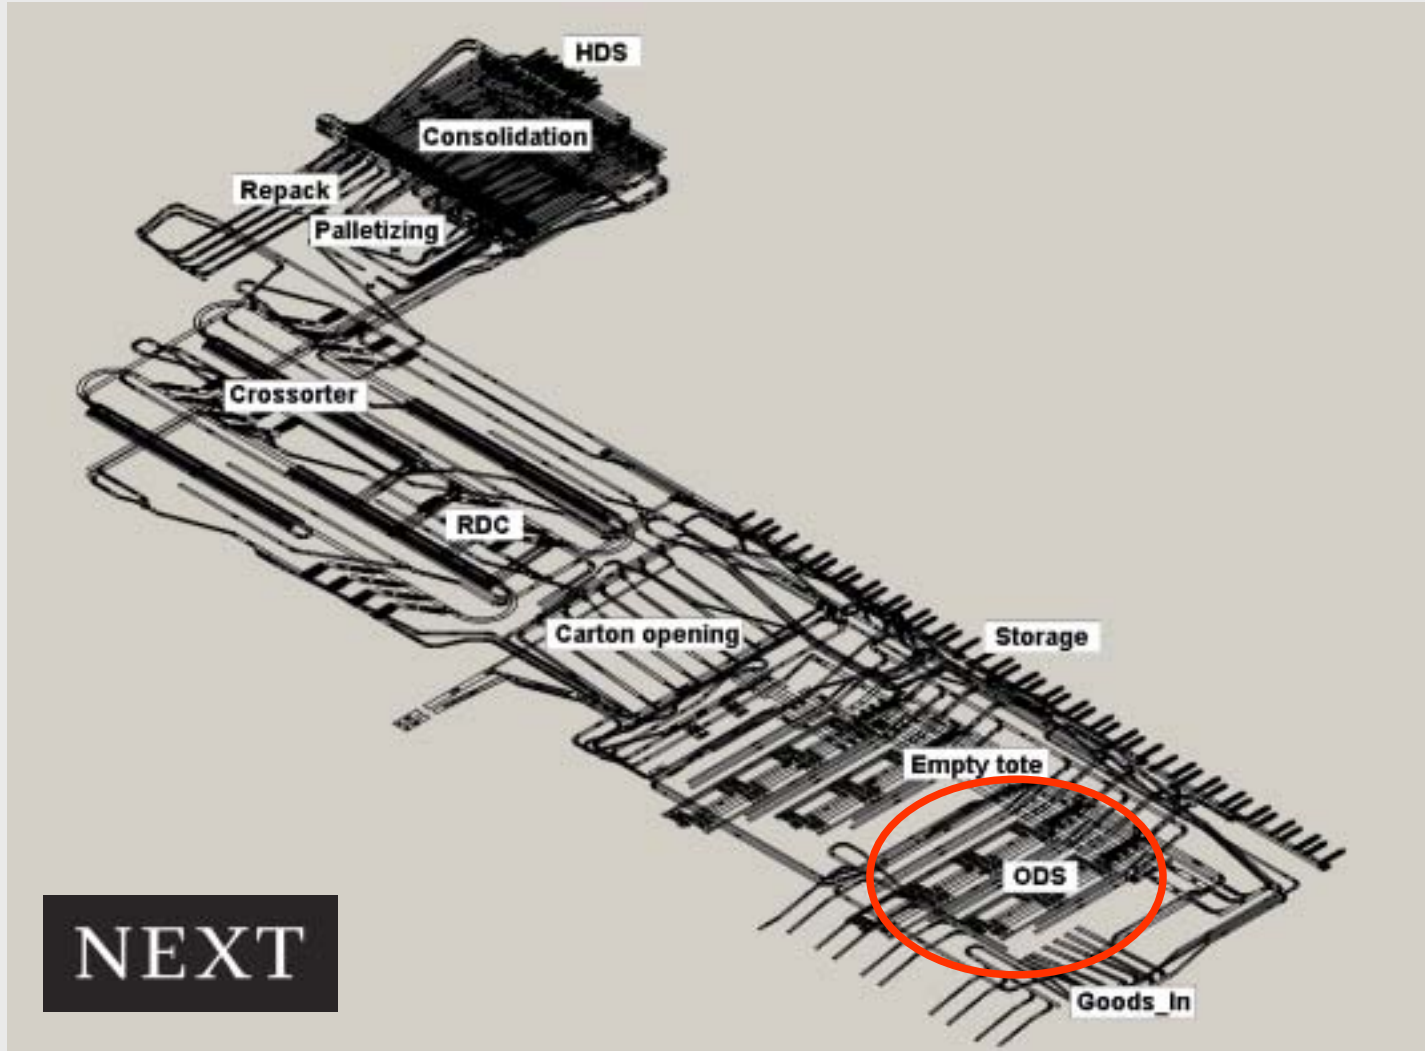 HDS
Consolidation
Repack
Palletizing
Crossorter
RDC
Carton opening
Storage
Empty tote
ODS
NEXT
Goods_In